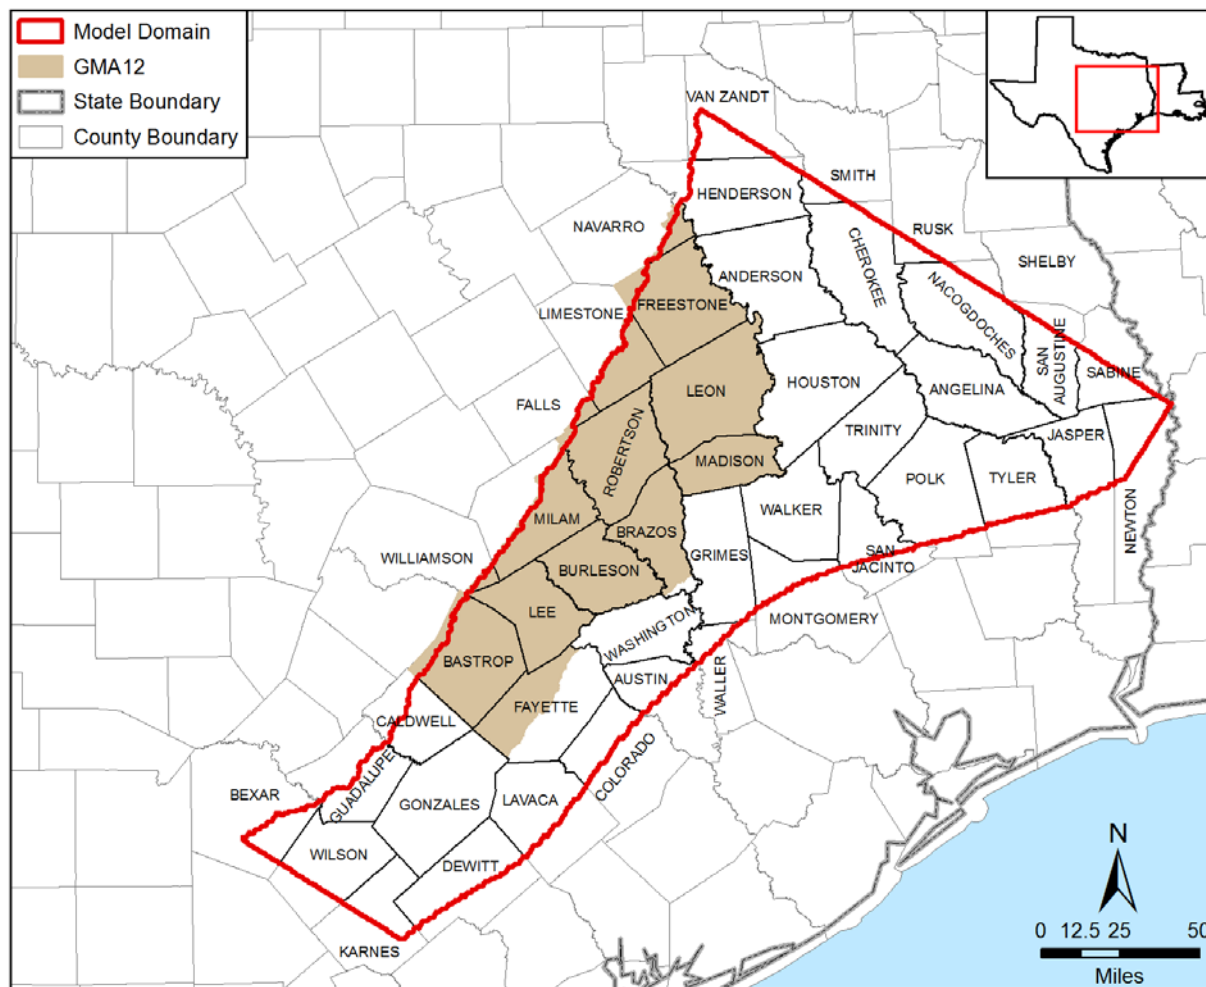 Model Domain
GMA12
State Boundary
County Boundary
VAN ZANDT
SMITH
HENDERSON
NAVARRO
RUSK
CHEROKEE
SHELBY
ANDERSON
NACOGDOCHES
FREESTONE
LIMESTONE
SAN
AUGUSTINE
SABINE
HOUSTON
ANGELINA
LEON
FALLS
ROBERTSON
TRINITY
JASPER
MADISON
POLK
TYLER
WALKER
MILAM
NEWTON
BRAZOS
WILLIAMSON
GRIMES
SAN
JACINTO
BURLESON
LEE
WASHINGTON
MONTGOMERY
BASTROP
AUSTIN
WALLER
FAYETTE
CALDWELL
COLORADO
GUADALUPE
BEXAR
GONZALES
LAVACA
WILSON
DEWITT
KARNES
N
0 12.5 25 50
Miles